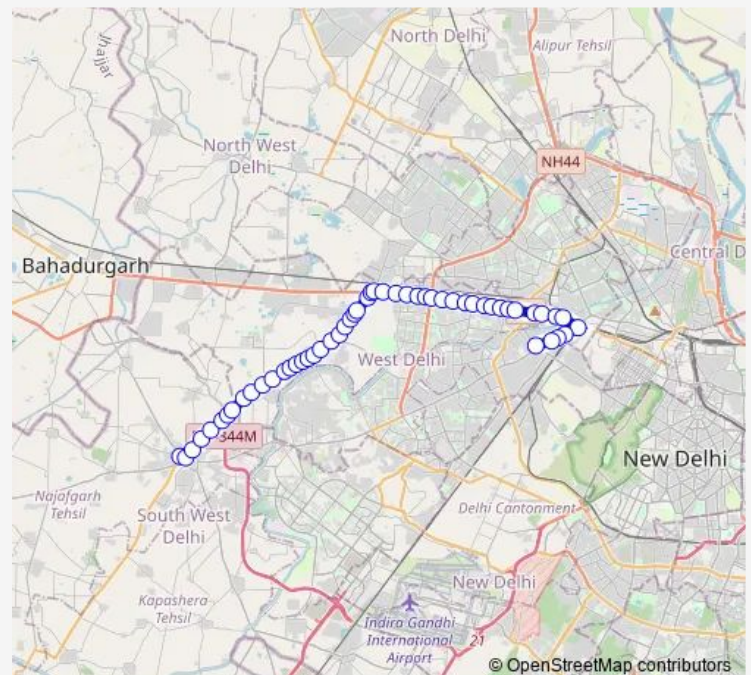 North Delhi
Alipur Tehsil
Jhajjar
North West
Delhi
NH44
Central D
Bahadurgarh
West Delhi
344M
New Delhi
Najafgarh
Tehsil
South West
Delhi
Delhi Cantonment
New Delhi
Kapashera
Tehsil
Indira Gandhi
International
Airport
21
© OpenStreetMap contributors